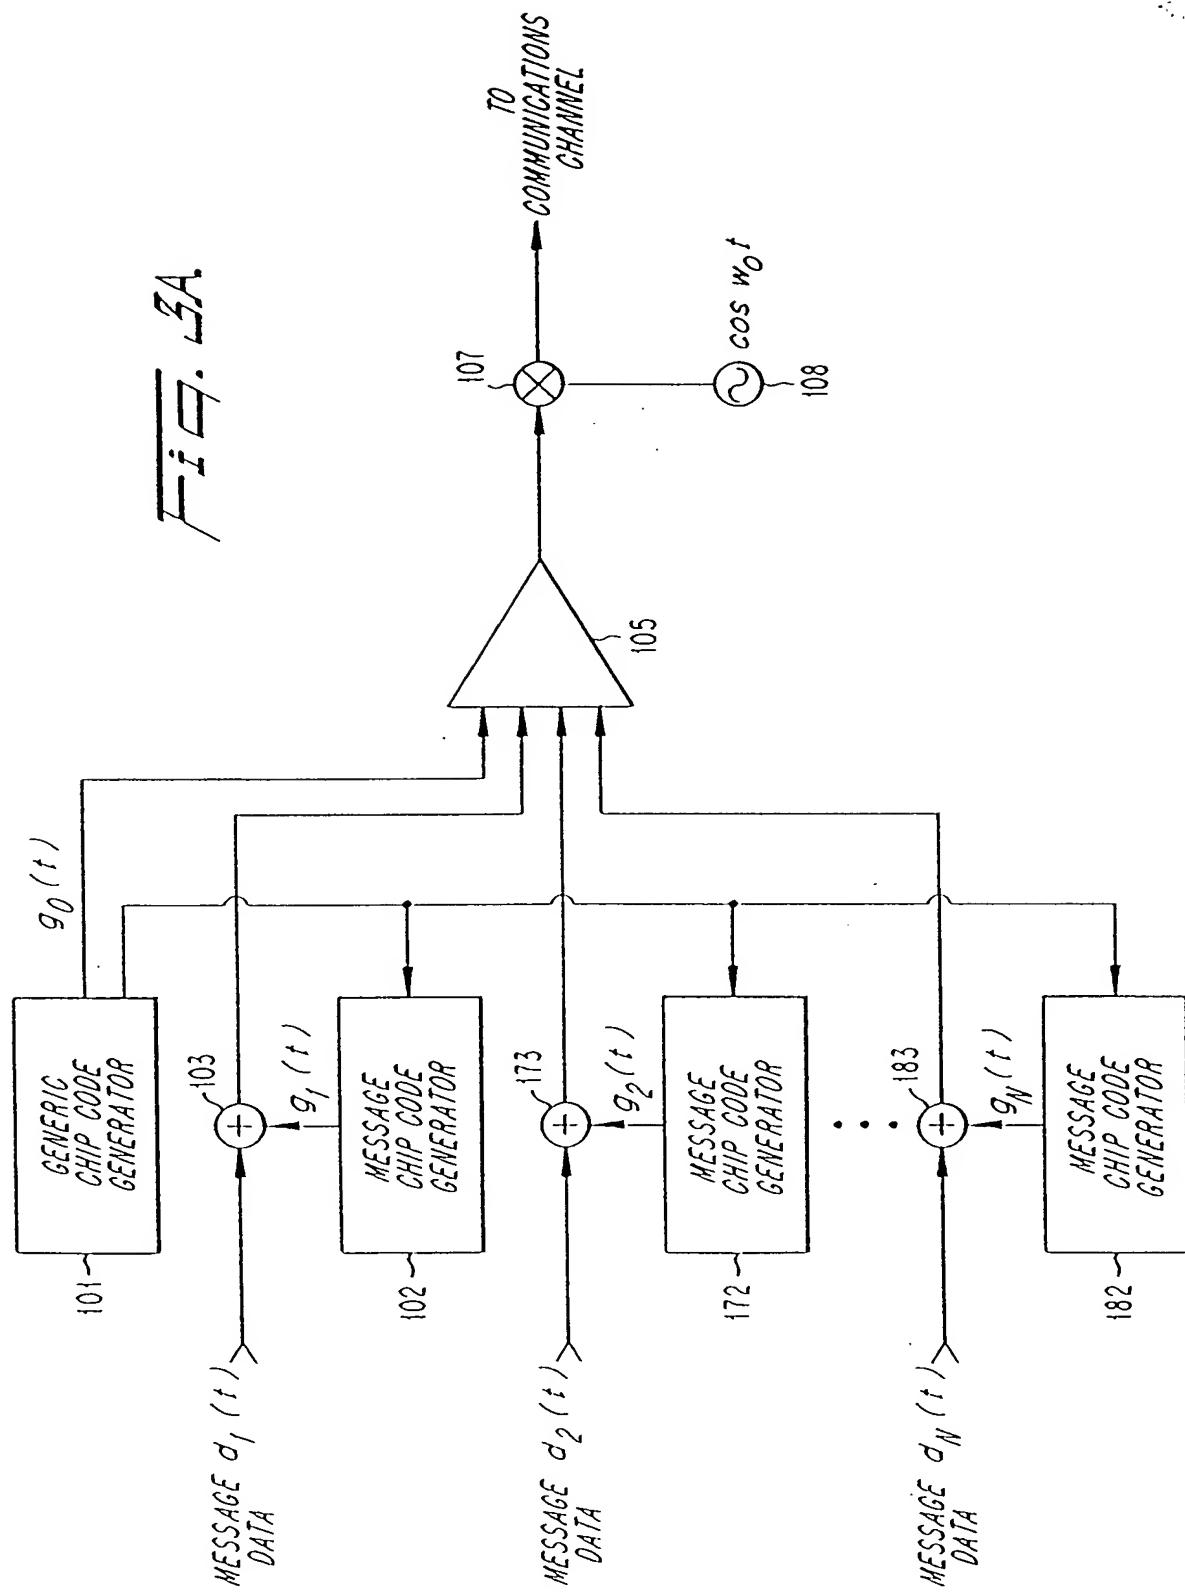 Fig. 3A.
GENERIC
CHIP CODE
GENERATOR
101
g0(t)
MESSAGE d1(t)
DATA
103
g1(t)
MESSAGE
CHIP CODE
GENERATOR
102
MESSAGE d2(t)
DATA
173
g2(t)
MESSAGE
CHIP CODE
GENERATOR
172
MESSAGE dN(t)
DATA
183
gN(t)
MESSAGE
CHIP CODE
GENERATOR
182
105
107
TO
COMMUNICATIONS
CHANNEL
cos w0t
108